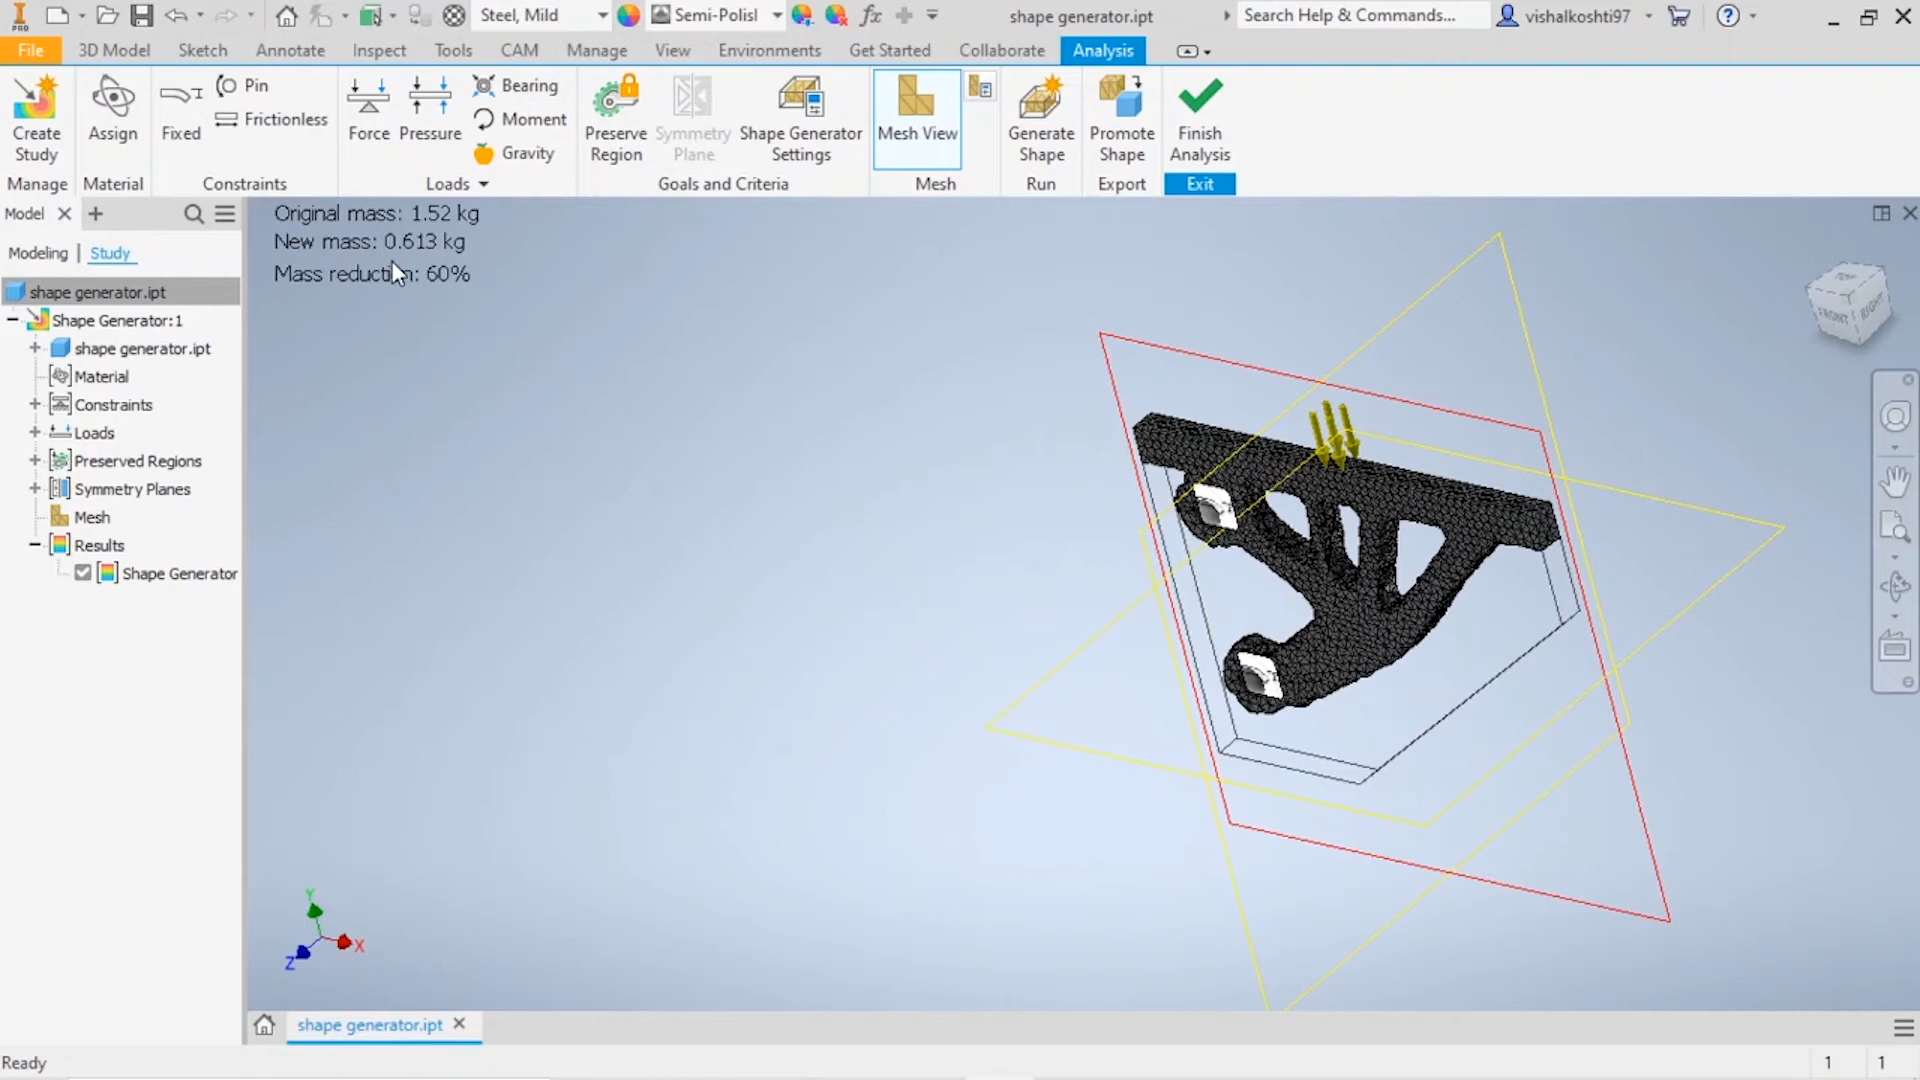 PRO Steel, Mild Semi-Polisl fx shape generator.ipt Search Help & Commands... vishalkoshti97
File 3D Model Sketch Annotate Inspect Tools CAM Manage View Environments Get Started Collaborate Analysis
Create Study
Assign
Fixed
Pin
Frictionless
Force
Pressure
Bearing
Moment
Gravity
Preserve Region
Symmetry Plane
Shape Generator Settings
Mesh View
Generate Shape
Promote Shape
Finish Analysis
Manage Material Constraints Loads Goals and Criteria Mesh Run Export Exit
Model
Modeling Study
shape generator.ipt
Shape Generator:1
shape generator.ipt
Material
Constraints
Loads
Preserved Regions
Symmetry Planes
Mesh
Results
Shape Generator
Original mass: 1.52 kg
New mass: 0.613 kg
Mass reduction: 60%
FRONT RIGHT
Y
X
Z
shape generator.ipt
Ready 1 1